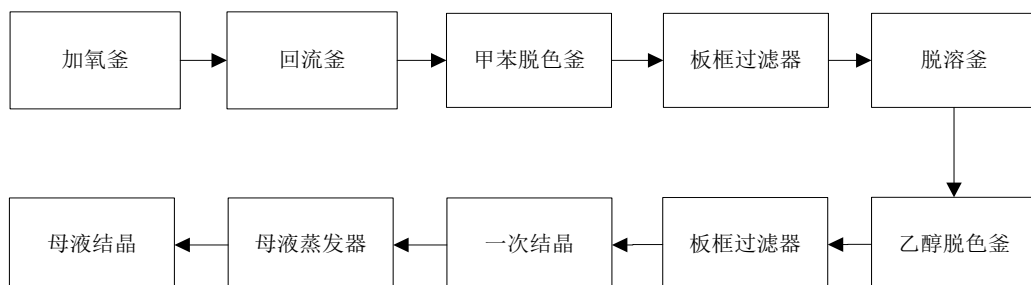 加氧釜
回流釜
甲苯脱色釜
板框过滤器
脱溶釜
母液结晶
母液蒸发器
一次结晶
板框过滤器
乙醇脱色釜